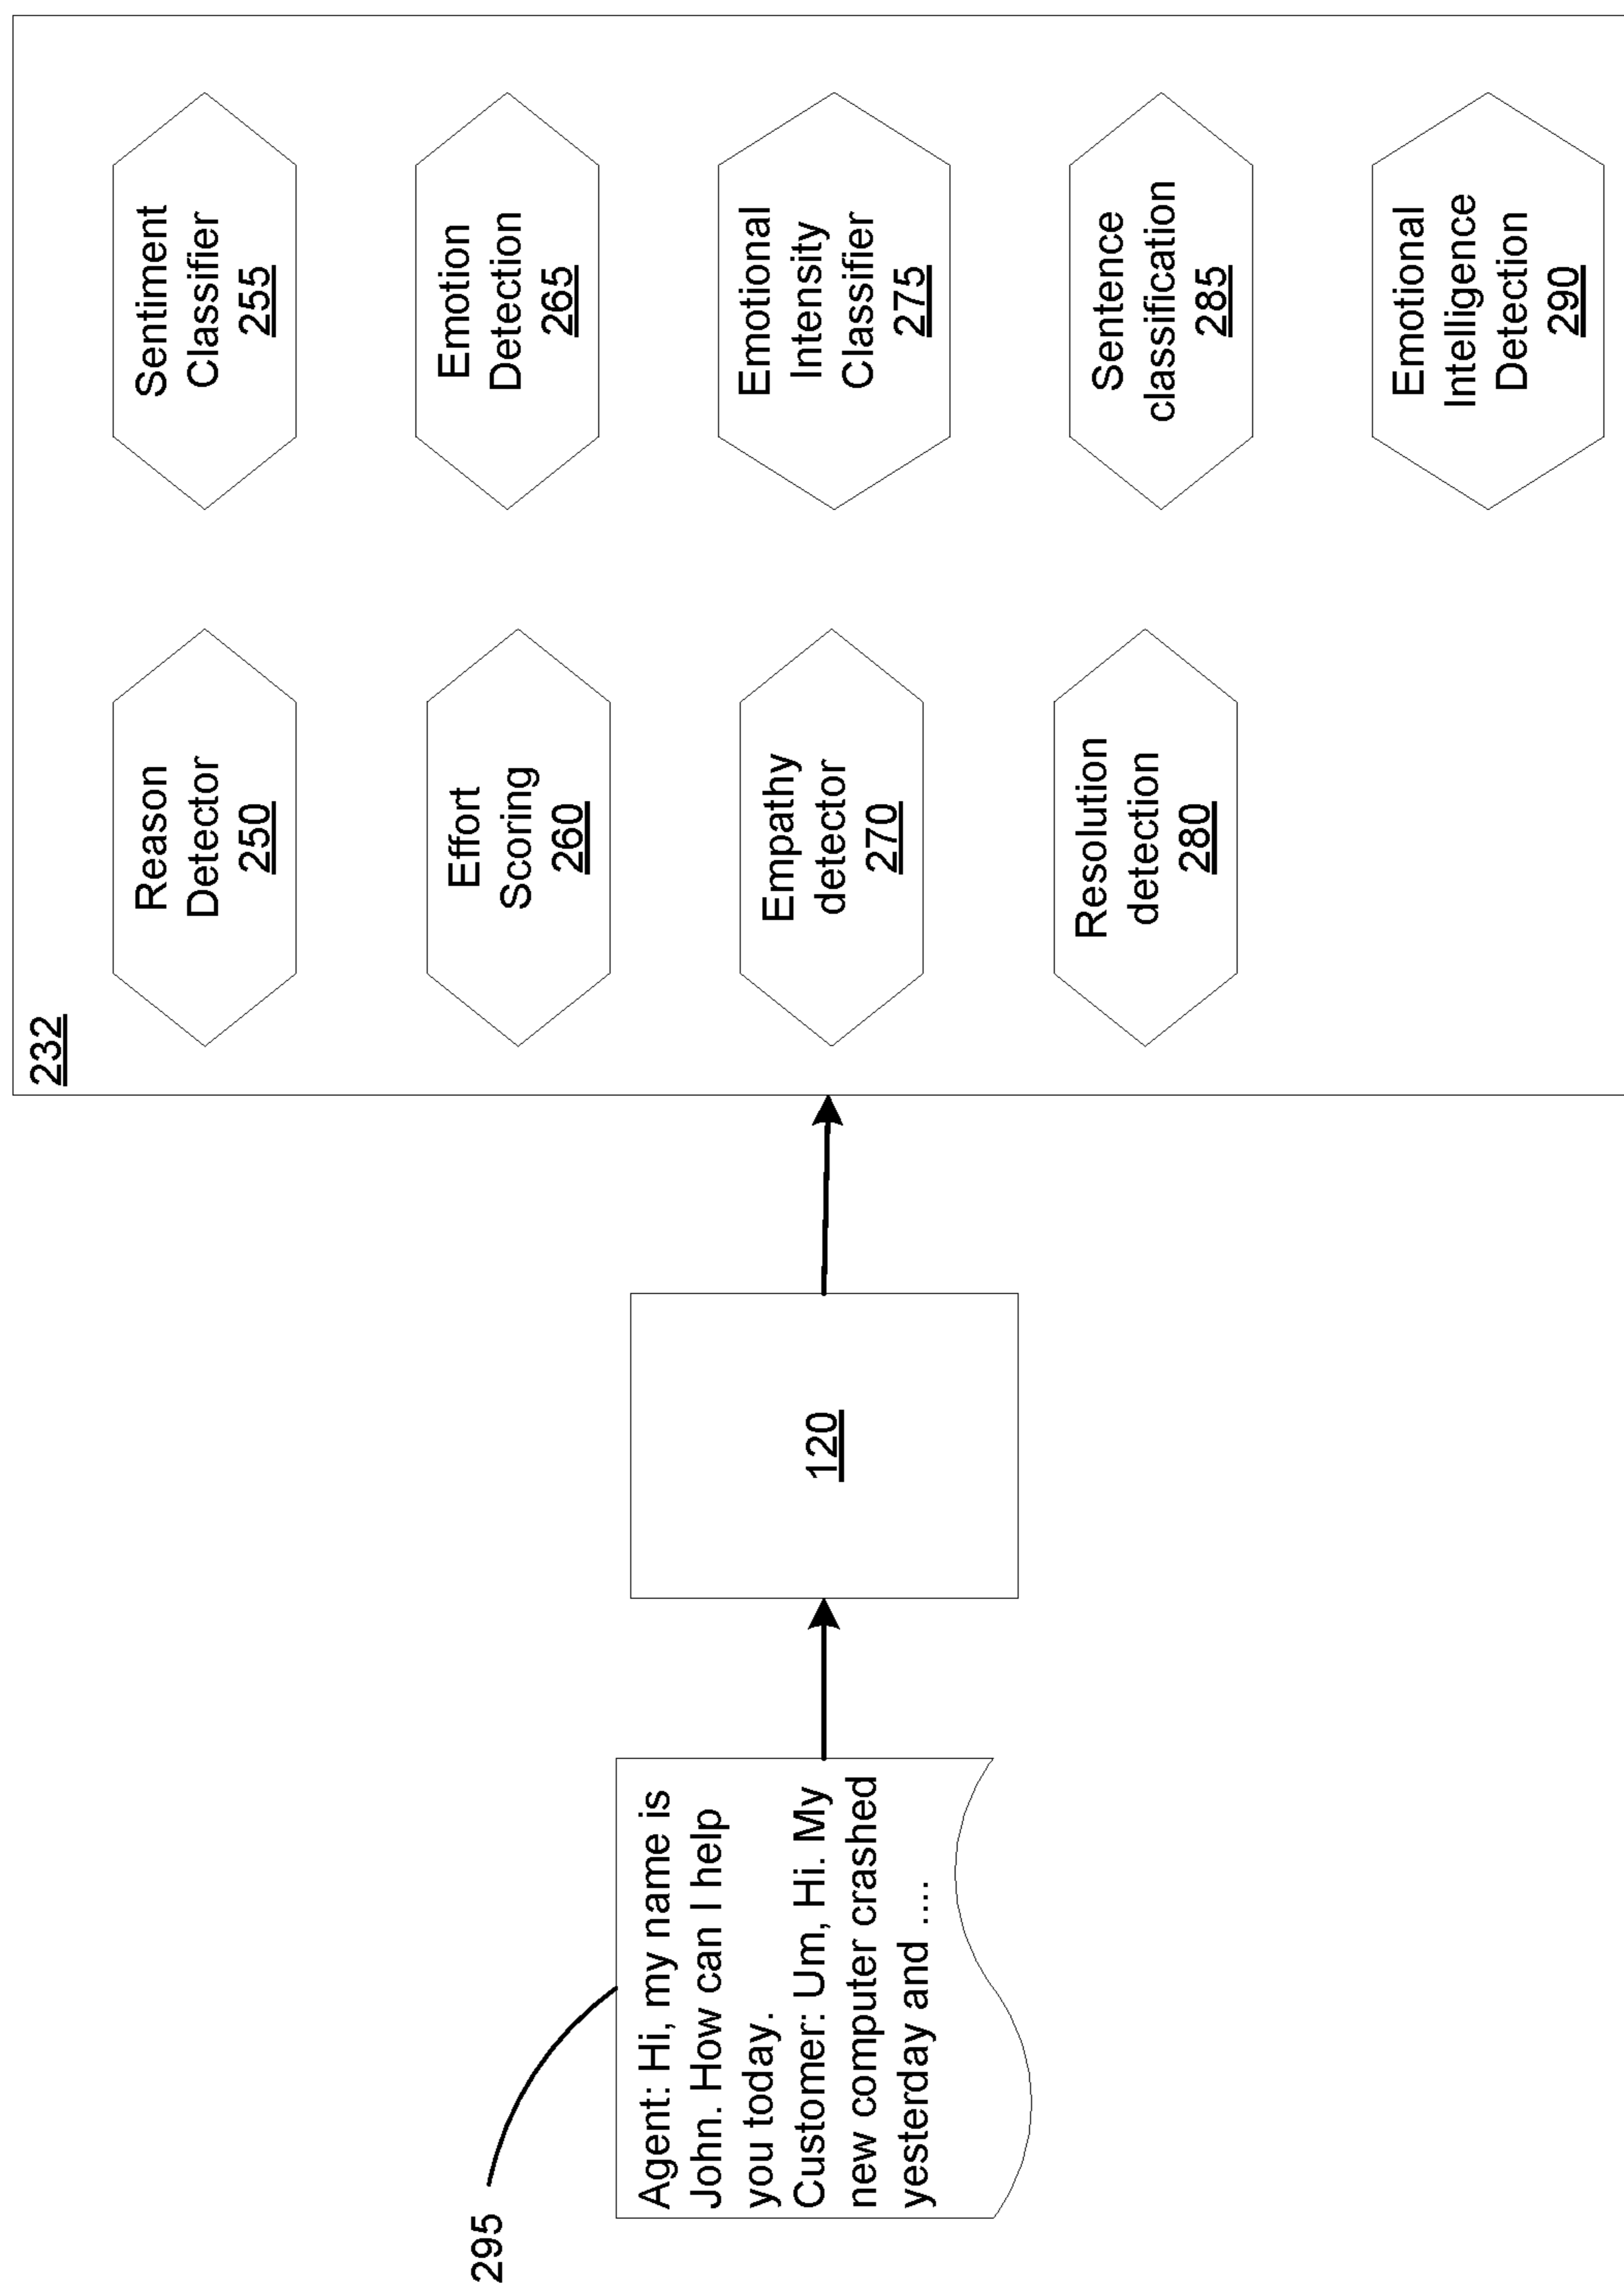 295
Agent: Hi, my name is
John. How can I help
you today.
Customer: Um, Hi. My
new computer crashed
yesterday and ....
120
232
Reason
Detector
250
Sentiment
Classifier
255
Effort
Scoring
260
Emotion
Detection
265
Empathy
detector
270
Emotional
Intensity
Classifier
275
Resolution
detection
280
Sentence
classification
285
Emotional
Intelligence
Detection
290